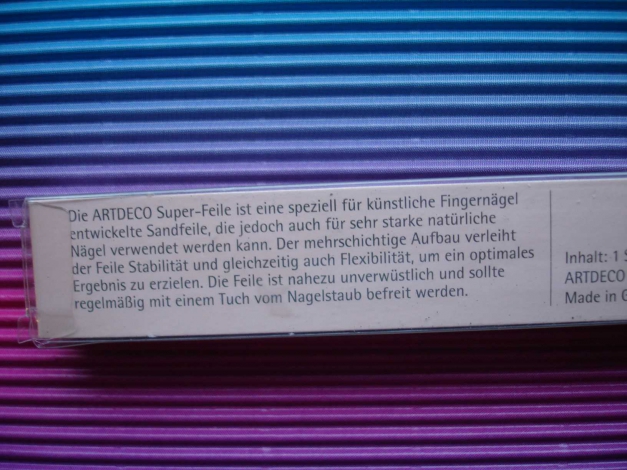 Die ARTDECO Super-Feile ist eine speziell für künstliche Fingernägel
entwickelte Sandfeile, die jedoch auch für sehr starke natürliche
Nägel verwendet werden kann. Der mehrschichtige Aufbau verleiht
der Feile Stabilität und gleichzeitig auch Flexibilität, um ein optimales
Ergebnis zu erzielen. Die Feile ist nahezu unverwüstlich und sollte
regelmäßig mit einem Tuch vom Nagelstaub befreit werden.
Inhalt: 1
ARTDECO
Made in